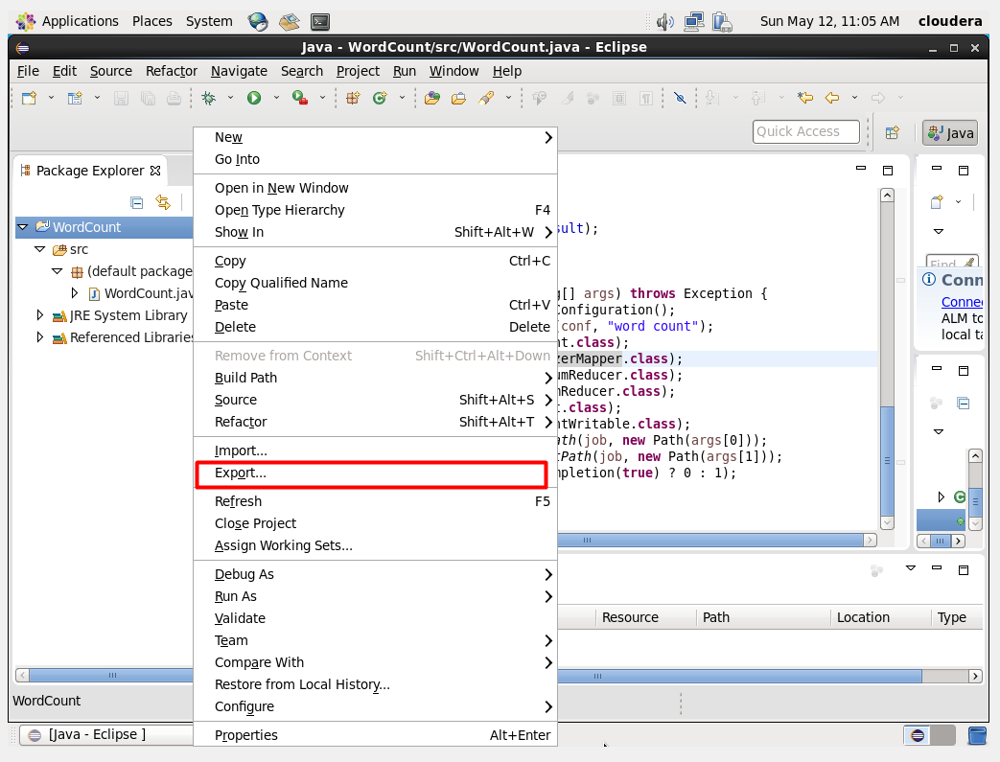 Applications Places System Sun May 12, 11:05 AM cloudera
Java - WordCount/src/WordCount.java - Eclipse
File Edit Source Refactor Navigate Search Project Run Window Help
Quick Access Java
Package Explorer
WordCount
src
(default package
WordCount.jav
JRE System Library
Referenced Libraries
New
Go Into
Open in New Window
Open Type Hierarchy F4
Show In Shift+Alt+W
Copy Ctrl+C
Copy Qualified Name
Paste Ctrl+V
Delete Delete
Remove from Context Shift+Ctrl+Alt+Down
Build Path
Source Shift+Alt+S
Refactor Shift+Alt+T
Import...
Export...
Refresh F5
Close Project
Assign Working Sets...
Debug As
Run As
Validate
Team
Compare With
Restore from Local History...
Configure
Properties Alt+Enter
sult);
g[] args) throws Exception {
Configuration();
(conf, "word count");
nt.class);
zerMapper.class);
umReducer.class);
mReducer.class);
t.class);
ntWritable.class);
ath(job, new Path(args[0]));
tPath(job, new Path(args[1]));
mpletion(true) ? 0 : 1);
Find
Conn
Connec
ALM to
local ta
Resource Path Location Type
WordCount
[Java - Eclipse ]